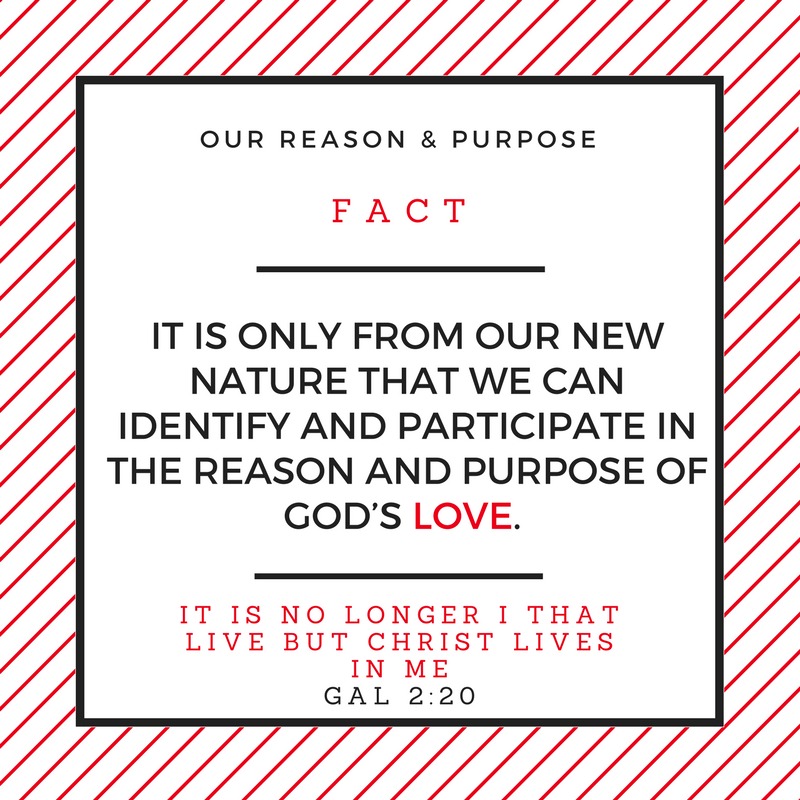 OUR REASON & PURPOSE
FACT
IT IS ONLY FROM OUR NEW
NATURE THAT WE CAN
IDENTIFY AND PARTICIPATE IN
THE REASON AND PURPOSE OF
GOD'S LOVE.
IT IS NO LONGER I THAT
LIVE BUT CHRIST LIVES
IN ME
GAL 2:20